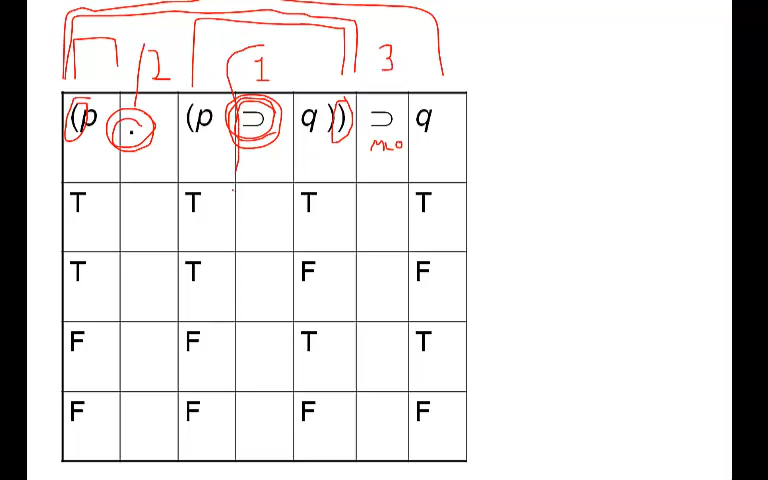 2 1 3
(p · (p ⊃ q )) ⊃ q
MLO
T T T T
T T F F
F F T T
F F F F